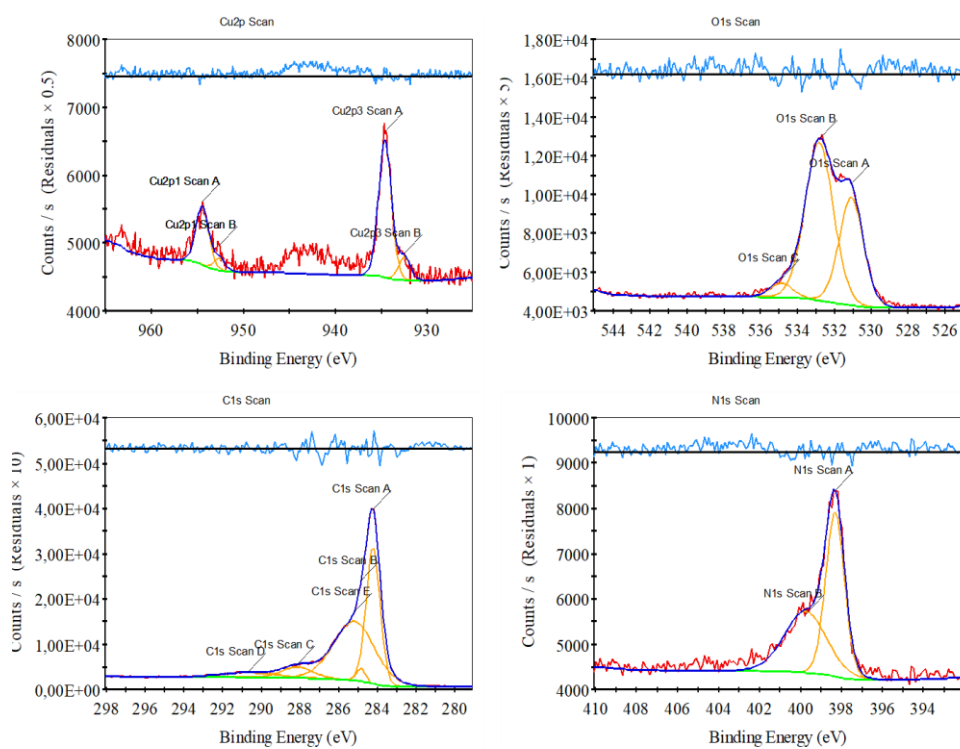 Cu2p Scan
8000
7000
6000
5000
4000
Counts / s (Residuals × 0.5)
Cu2p3 Scan A
Cu2p1 Scan A
Cu2p1 Scan B
Cu2p3 Scan B
960 950 940 930
Binding Energy (eV)
O1s Scan
1,80E+04
1,60E+04
1,40E+04
1,20E+04
1,00E+04
8,00E+03
6,00E+03
4,00E+03
Counts / s (Residuals × 5)
O1s Scan B
O1s Scan A
O1s Scan C
544 542 540 538 536 534 532 530 528 526
Binding Energy (eV)
C1s Scan
6,00E+04
5,00E+04
4,00E+04
3,00E+04
2,00E+04
1,00E+04
0,00E+00
Counts / s (Residuals × 10)
C1s Scan A
C1s Scan B
C1s Scan E
C1s Scan C
C1s Scan D
298 296 294 292 290 288 286 284 282 280
Binding Energy (eV)
N1s Scan
10000
9000
8000
7000
6000
5000
4000
Counts / s (Residuals × 1)
N1s Scan A
N1s Scan B
410 408 406 404 402 400 398 396 394
Binding Energy (eV)